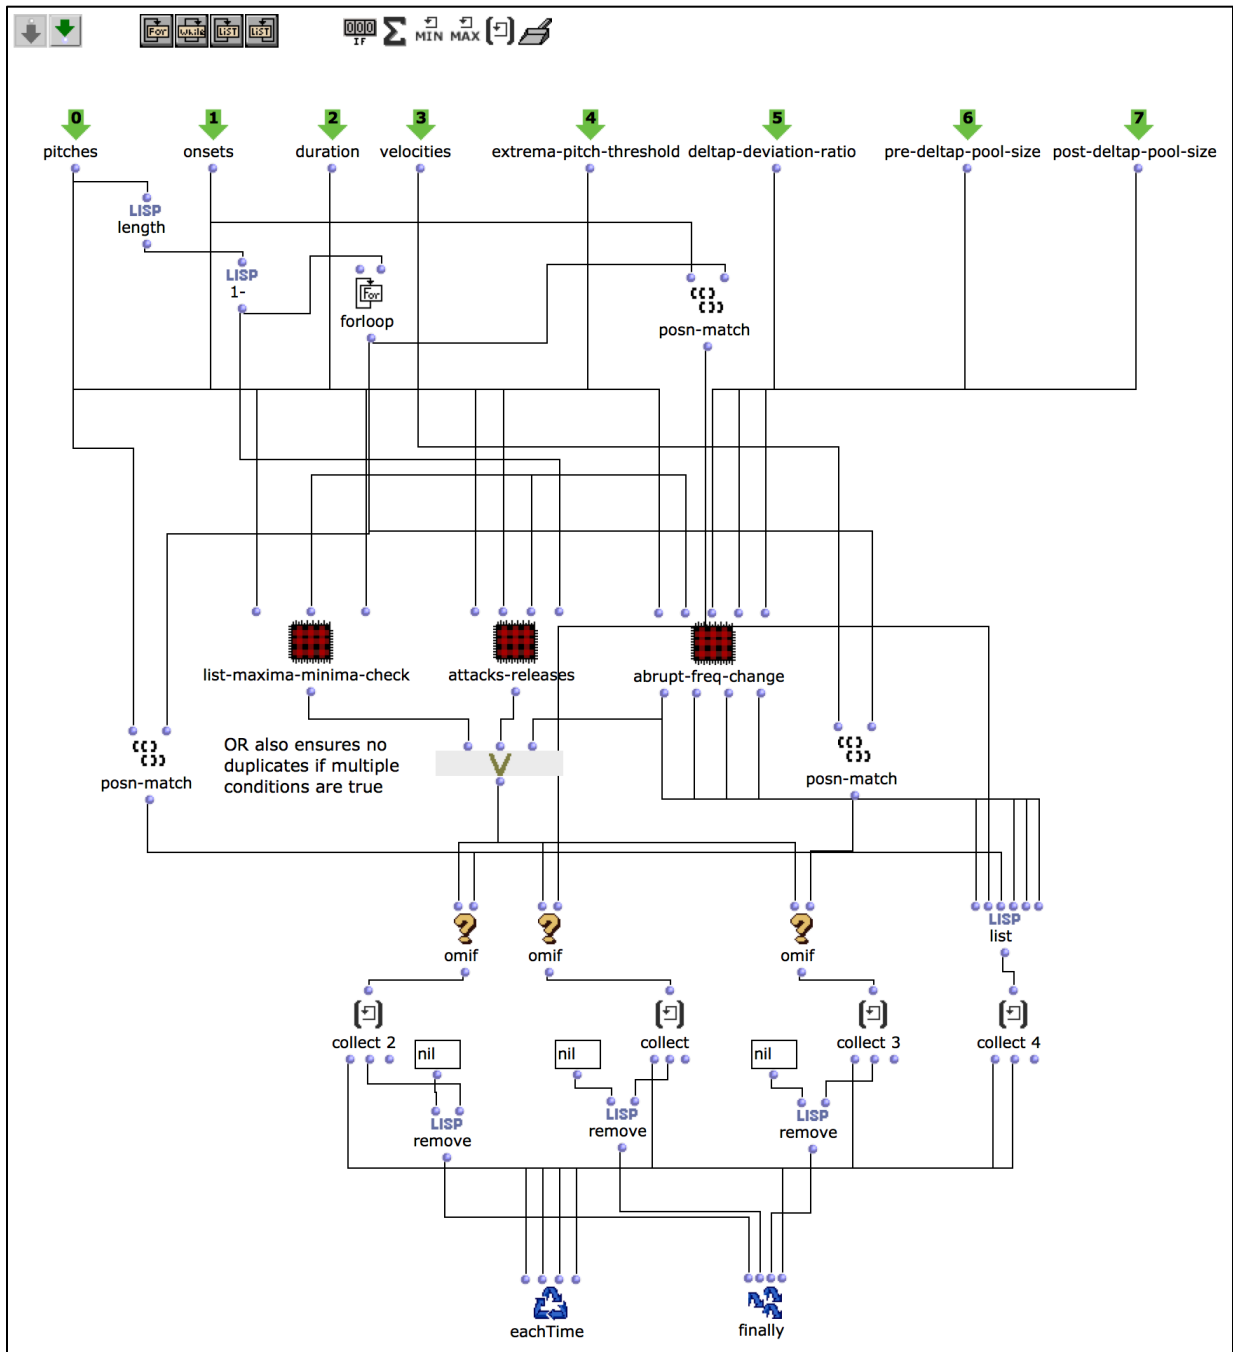 For While LIST LIST 000 IF Σ MIN MAX
0 1 2 3 4 5 6 7
pitches onsets duration velocities extrema-pitch-threshold deltap-deviation-ratio pre-deltap-pool-size post-deltap-pool-size
LISP
length
LISP
1-
For
forloop
posn-match
list-maxima-minima-check attacks-releases abrupt-freq-change
OR also ensures no
duplicates if multiple
conditions are true
V
posn-match
posn-match
? ? ?
omif omif omif
LISP
list
collect 2 collect collect 3 collect 4
nil nil nil
LISP
remove
LISP
remove
LISP
remove
eachTime finally